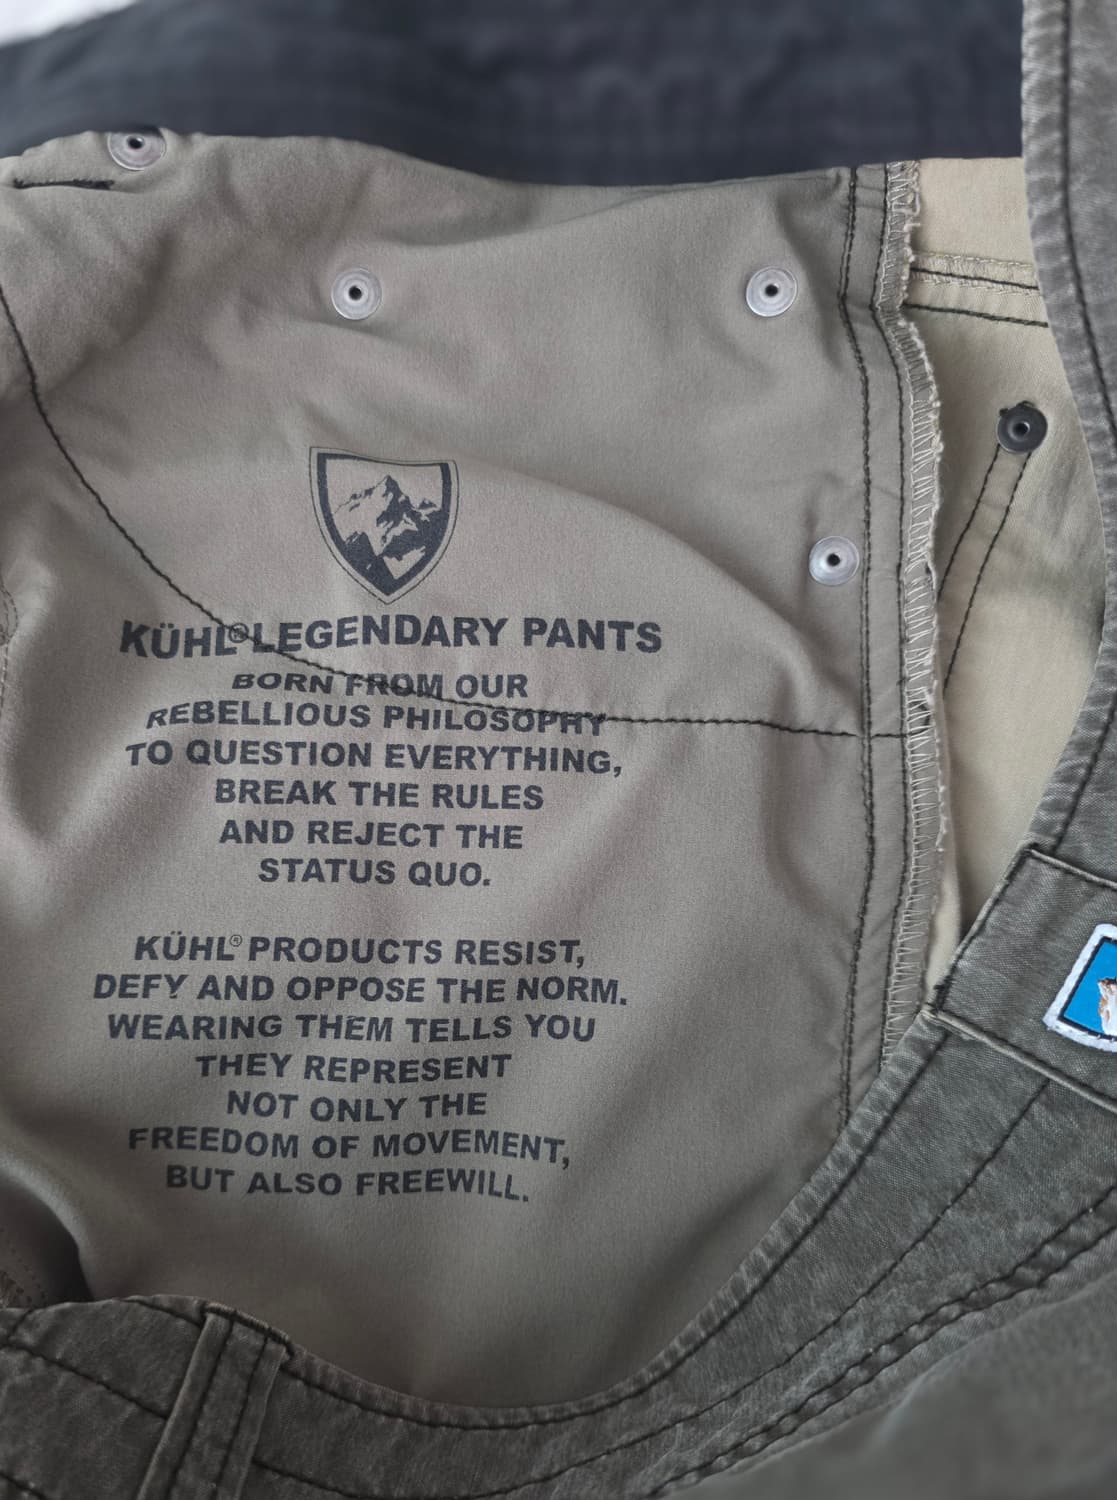 KÜHL® LEGENDARY PANTS
BORN FROM OUR
REBELLIOUS PHILOSOPHY
TO QUESTION EVERYTHING,
BREAK THE RULES
AND REJECT THE
STATUS QUO.
KÜHL® PRODUCTS RESIST,
DEFY AND OPPOSE THE NORM.
WEARING THEM TELLS YOU
THEY REPRESENT
NOT ONLY THE
FREEDOM OF MOVEMENT,
BUT ALSO FREEWILL.